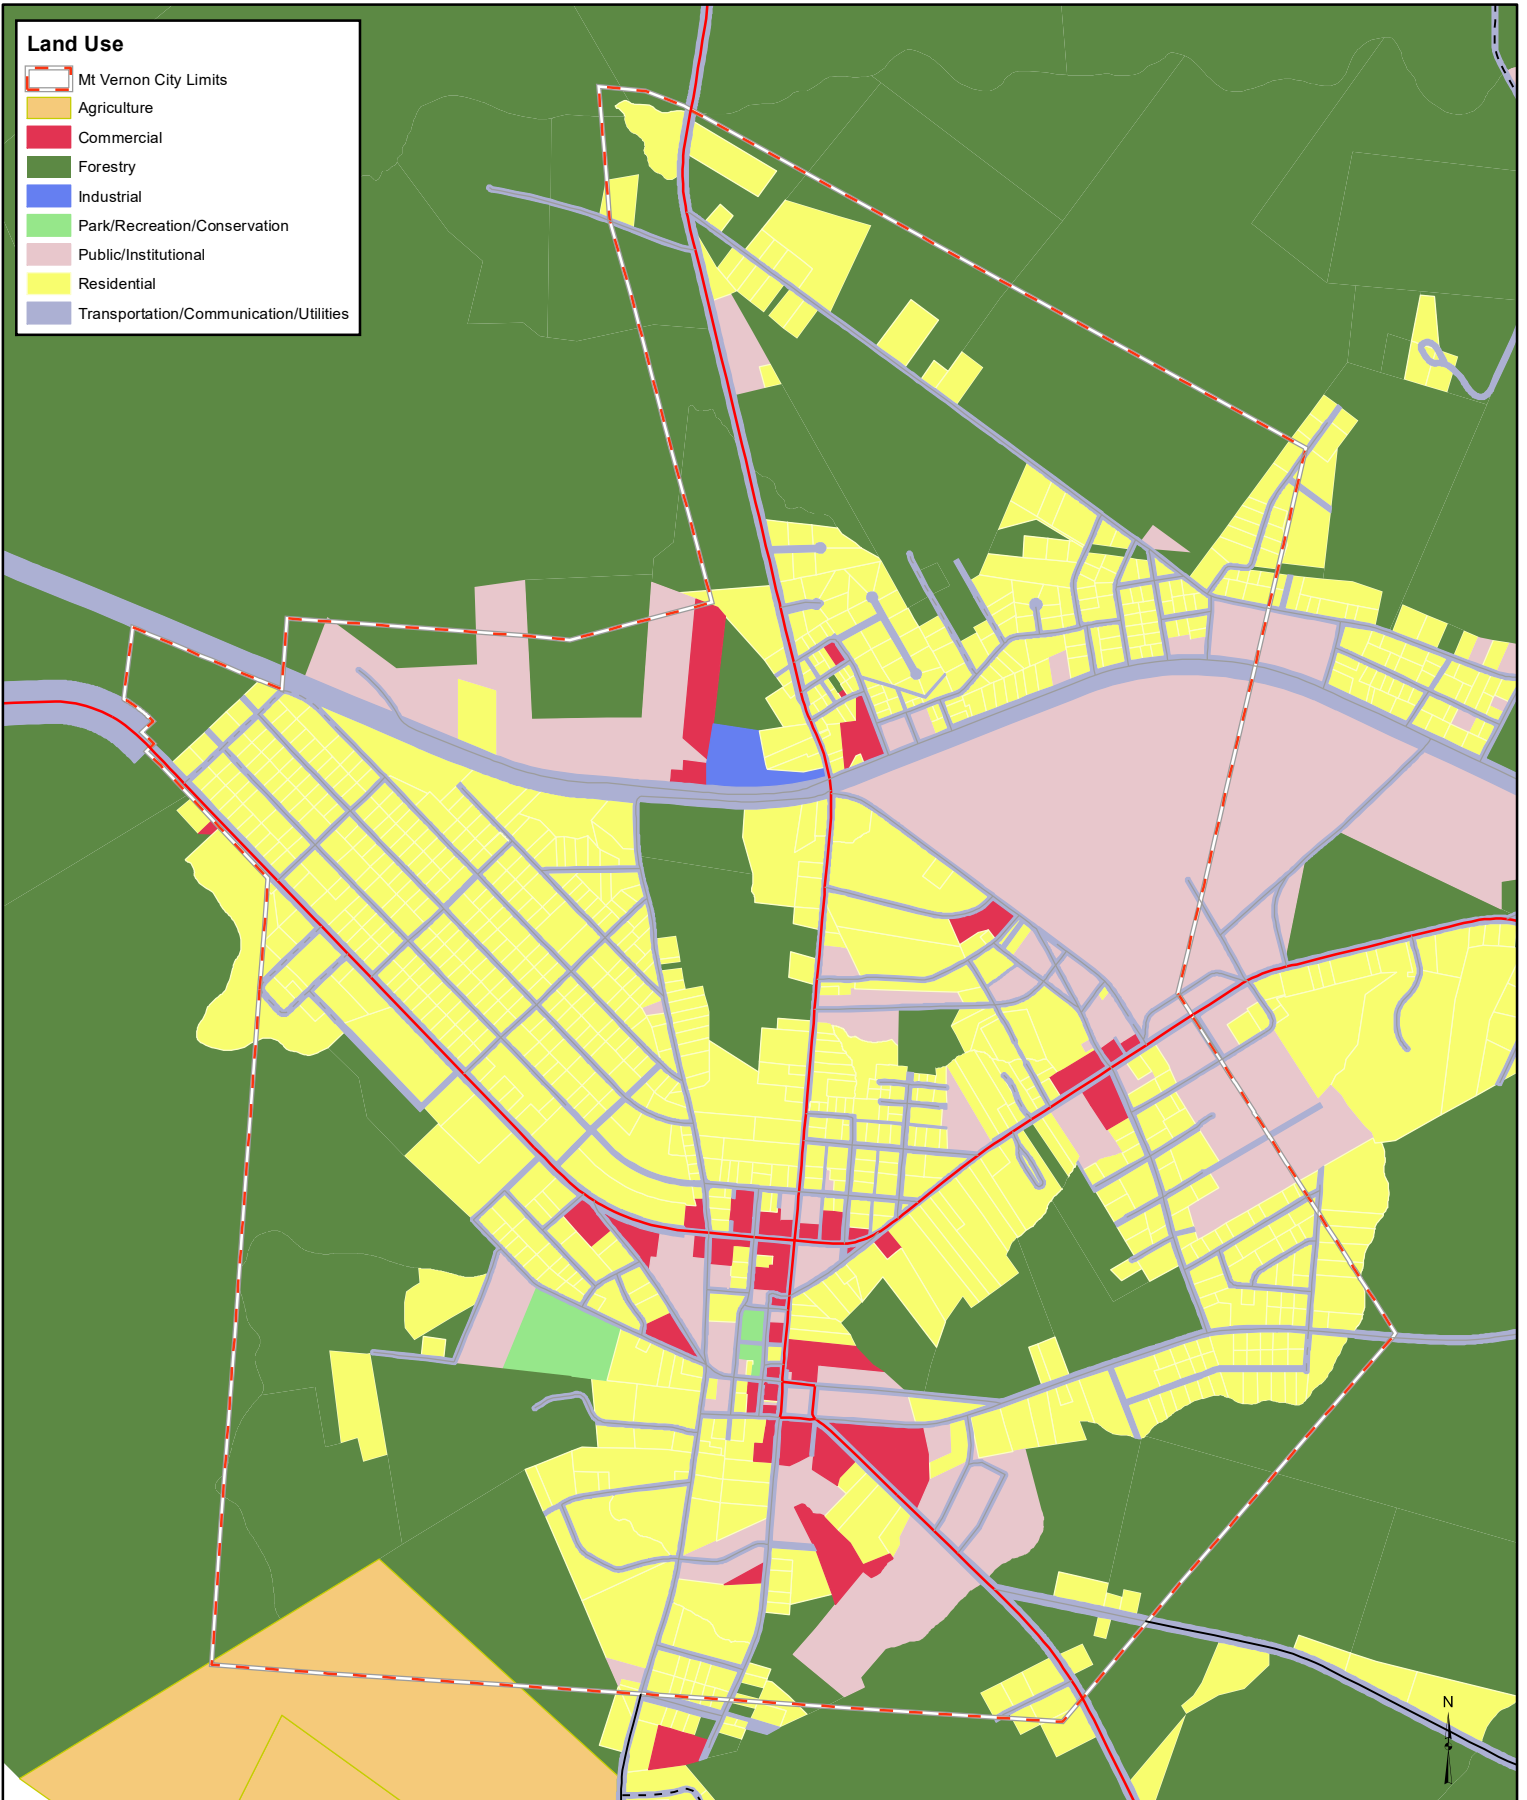 Land Use
Mt Vernon City Limits
Agriculture
Commercial
Forestry
Industrial
Park/Recreation/Conservation
Public/Institutional
Residential
Transportation/Communication/Utilities
N